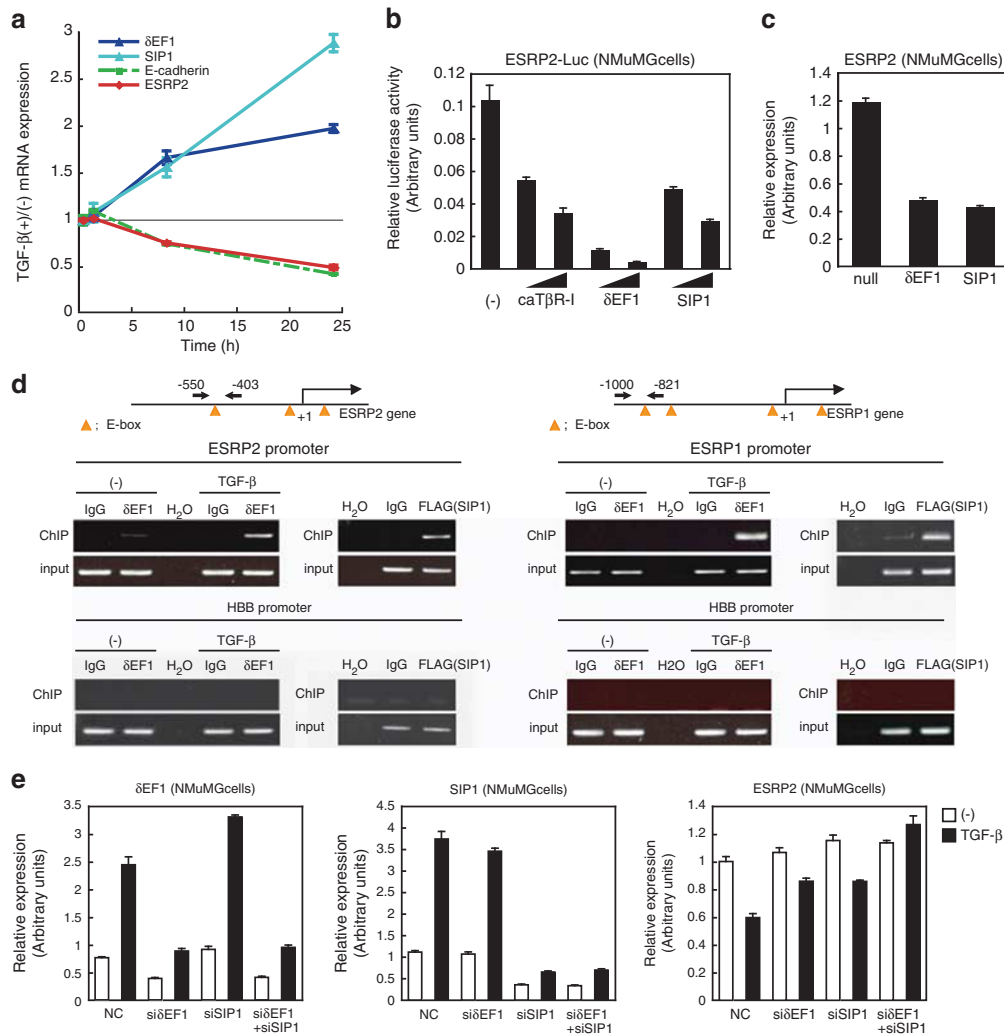 a
TGF-β(+)/(-) mRNA expression
3
2.5
2
1.5
1
0.5
0
δEF1
SIP1
E-cadherin
ESRP2
0 5 10 15 20 25
Time (h)
b
ESRP2-Luc (NMuMGcells)
Relative luciferase activity
(Arbitrary units)
0.12
0.1
0.08
0.06
0.04
0.02
0
(-) caTβR-I δEF1 SIP1
c
ESRP2 (NMuMGcells)
Relative expression
(Arbitrary units)
1.4
1.2
1.0
0.8
0.6
0.4
0.2
0
null δEF1 SIP1
d
-550 -403
+1 ESRP2 gene
; E-box
ESRP2 promoter
(-) TGF-β
IgG δEF1 H2O IgG δEF1 H2O IgG FLAG(SIP1)
ChIP ChIP
input input
HBB promoter
(-) TGF-β
IgG δEF1 H2O IgG δEF1 H2O IgG FLAG(SIP1)
ChIP ChIP
input input
-1000 -821
+1 ESRP1 gene
; E-box
ESRP1 promoter
(-) TGF-β
IgG δEF1 H2O IgG δEF1 H2O IgG FLAG(SIP1)
ChIP ChIP
input input
HBB promoter
(-) TGF-β
IgG δEF1 H2O IgG δEF1 H2O IgG FLAG(SIP1)
ChIP ChIP
input input
e
δEF1 (NMuMGcells)
Relative expression
(Arbitrary units)
3.5
3
2.5
2
1.5
1
0.5
0
NC siδEF1 siSIP1 siδEF1
+siSIP1
SIP1 (NMuMGcells)
Relative expression
(Arbitrary units)
4.5
4
3.5
3
2.5
2
1.5
1
0.5
0
NC siδEF1 siSIP1 siδEF1
+siSIP1
ESRP2 (NMuMGcells)
Relative expression
(Arbitrary units)
1.4
1.2
1
0.8
0.6
0.4
0.2
0
NC siδEF1 siSIP1 siδEF1
+siSIP1
(-)
TGF-β